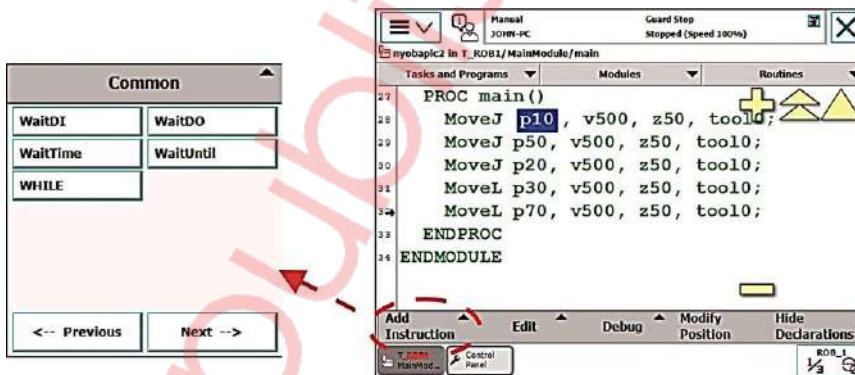 Common
WaitDI WaitDO
WaitTime WaitUntil
WHILE
<-- Previous Next -->
Manual
JOHN-PC
Guard Stop
Stopped (Speed 100%)
nyobapic2 in T_ROB1/MainModule/main
Tasks and Programs Modules Routines
27 PROC main()
28 MoveJ p10 , v500, z50, tool0;
29 MoveJ p50, v500, z50, tool0;
30 MoveJ p20, v500, z50, tool0;
31 MoveL p30, v500, z50, tool0;
32 MoveL p70, v500, z50, tool0;
33 ENDPROC
34 ENDMODULE
Add Instruction
Edit
Debug
Modify Position
Hide Declarations
T_ROB1 MainMod...
Control Panel
ROB_1
1/3